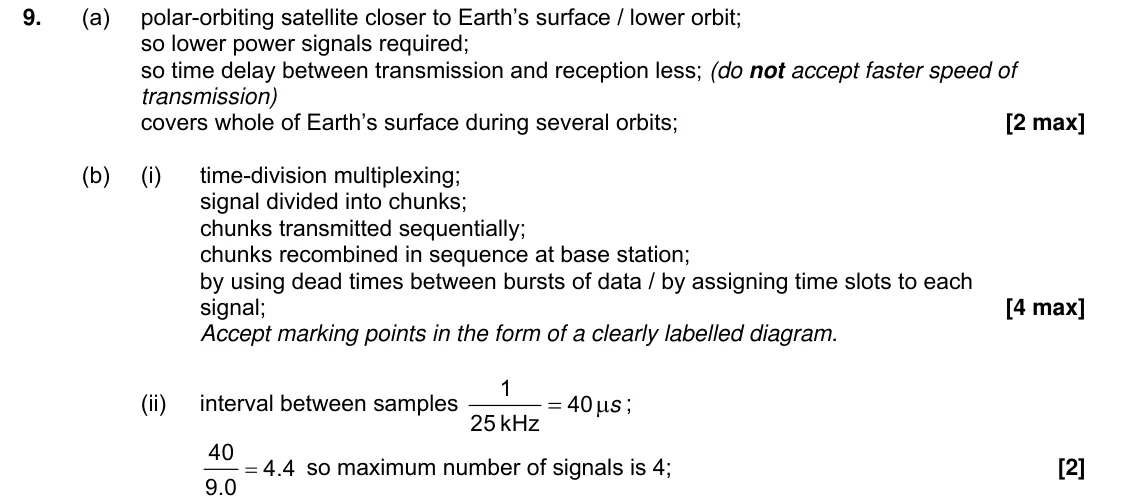 9. (a) polar-orbiting satellite closer to Earth's surface / lower orbit;
so lower power signals required;
so time delay between transmission and reception less; (do not accept faster speed of
transmission)
covers whole of Earth's surface during several orbits; [2 max]
(b) (i) time-division multiplexing;
signal divided into chunks;
chunks transmitted sequentially;
chunks recombined in sequence at base station;
by using dead times between bursts of data / by assigning time slots to each
signal; [4 max]
Accept marking points in the form of a clearly labelled diagram.
(ii) interval between samples 1/25 kHz = 40 μs;
40/9.0 = 4.4 so maximum number of signals is 4; [2]